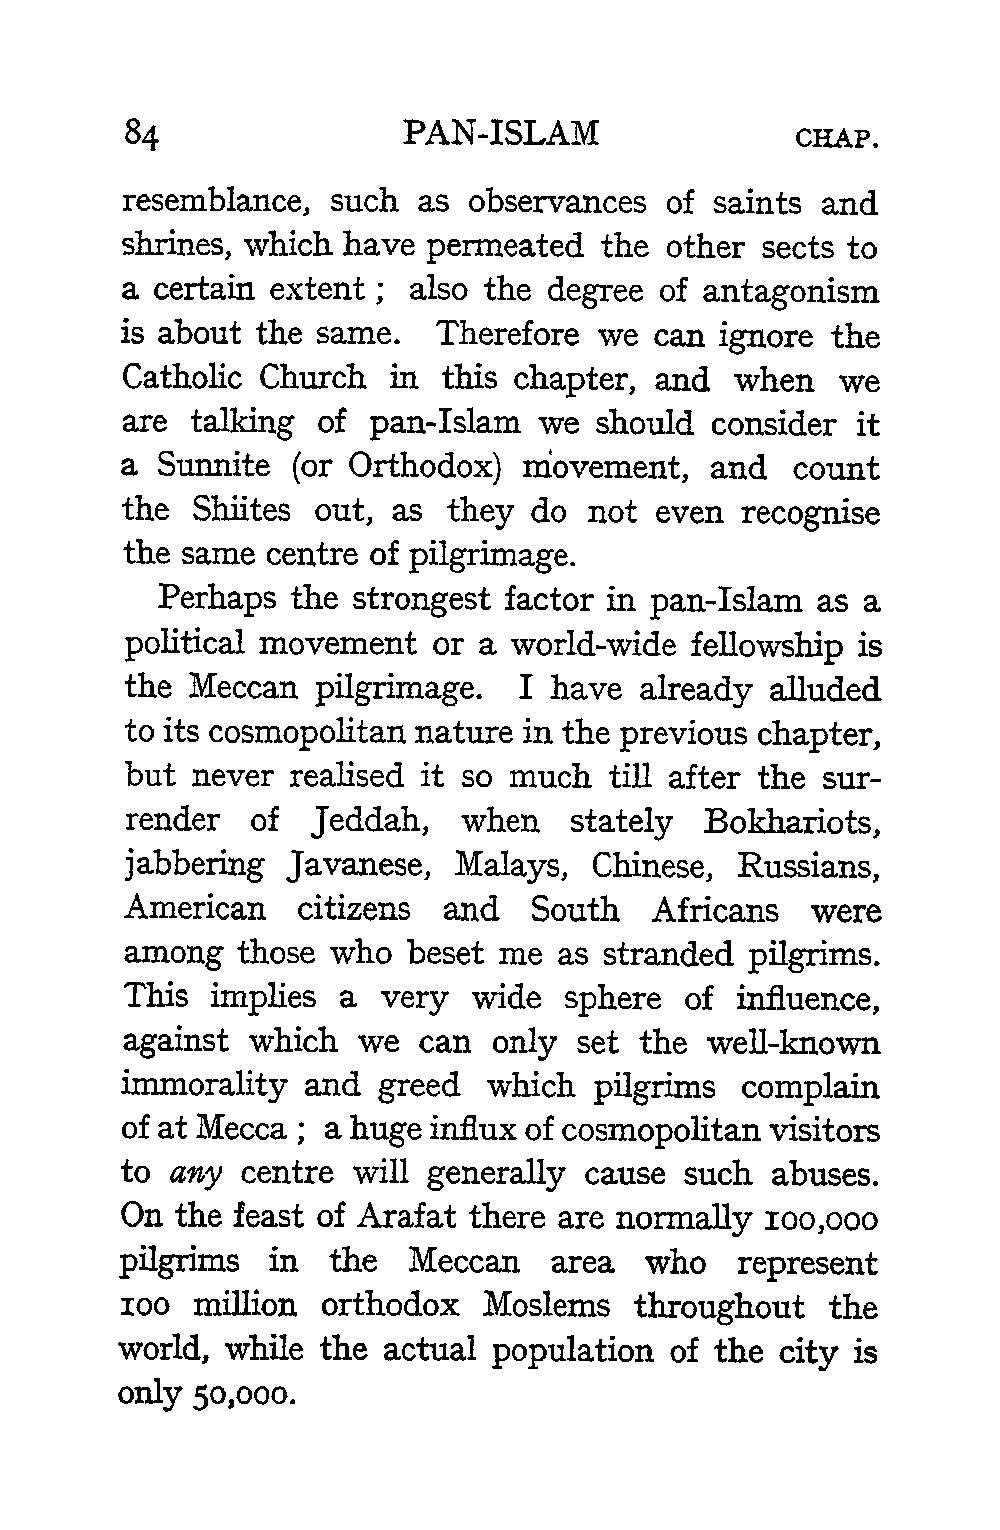 84 PAN-ISLAM CHAP.
resemblance, such as observances of saints and
shrines, which have permeated the other sects to
a certain extent ; also the degree of antagonism
is about the same. Therefore we can ignore the
Catholic Church in this chapter, and when we
are talking of pan-Islam we should consider it
a Sunnite (or Orthodox) movement, and count
the Shiites out, as they do not even recognise
the same centre of pilgrimage.
Perhaps the strongest factor in pan-Islam as a
political movement or a world-wide fellowship is
the Meccan pilgrimage. I have already alluded
to its cosmopolitan nature in the previous chapter,
but never realised it so much till after the sur-
render of Jeddah, when stately Bokhariots,
jabbering Javanese, Malays, Chinese, Russians,
American citizens and South Africans were
among those who beset me as stranded pilgrims.
This implies a very wide sphere of influence,
against which we can only set the well-known
immorality and greed which pilgrims complain
of at Mecca ; a huge influx of cosmopolitan visitors
to any centre will generally cause such abuses.
On the feast of Arafat there are normally 100,000
pilgrims in the Meccan area who represent
100 million orthodox Moslems throughout the
world, while the actual population of the city is
only 50,000.